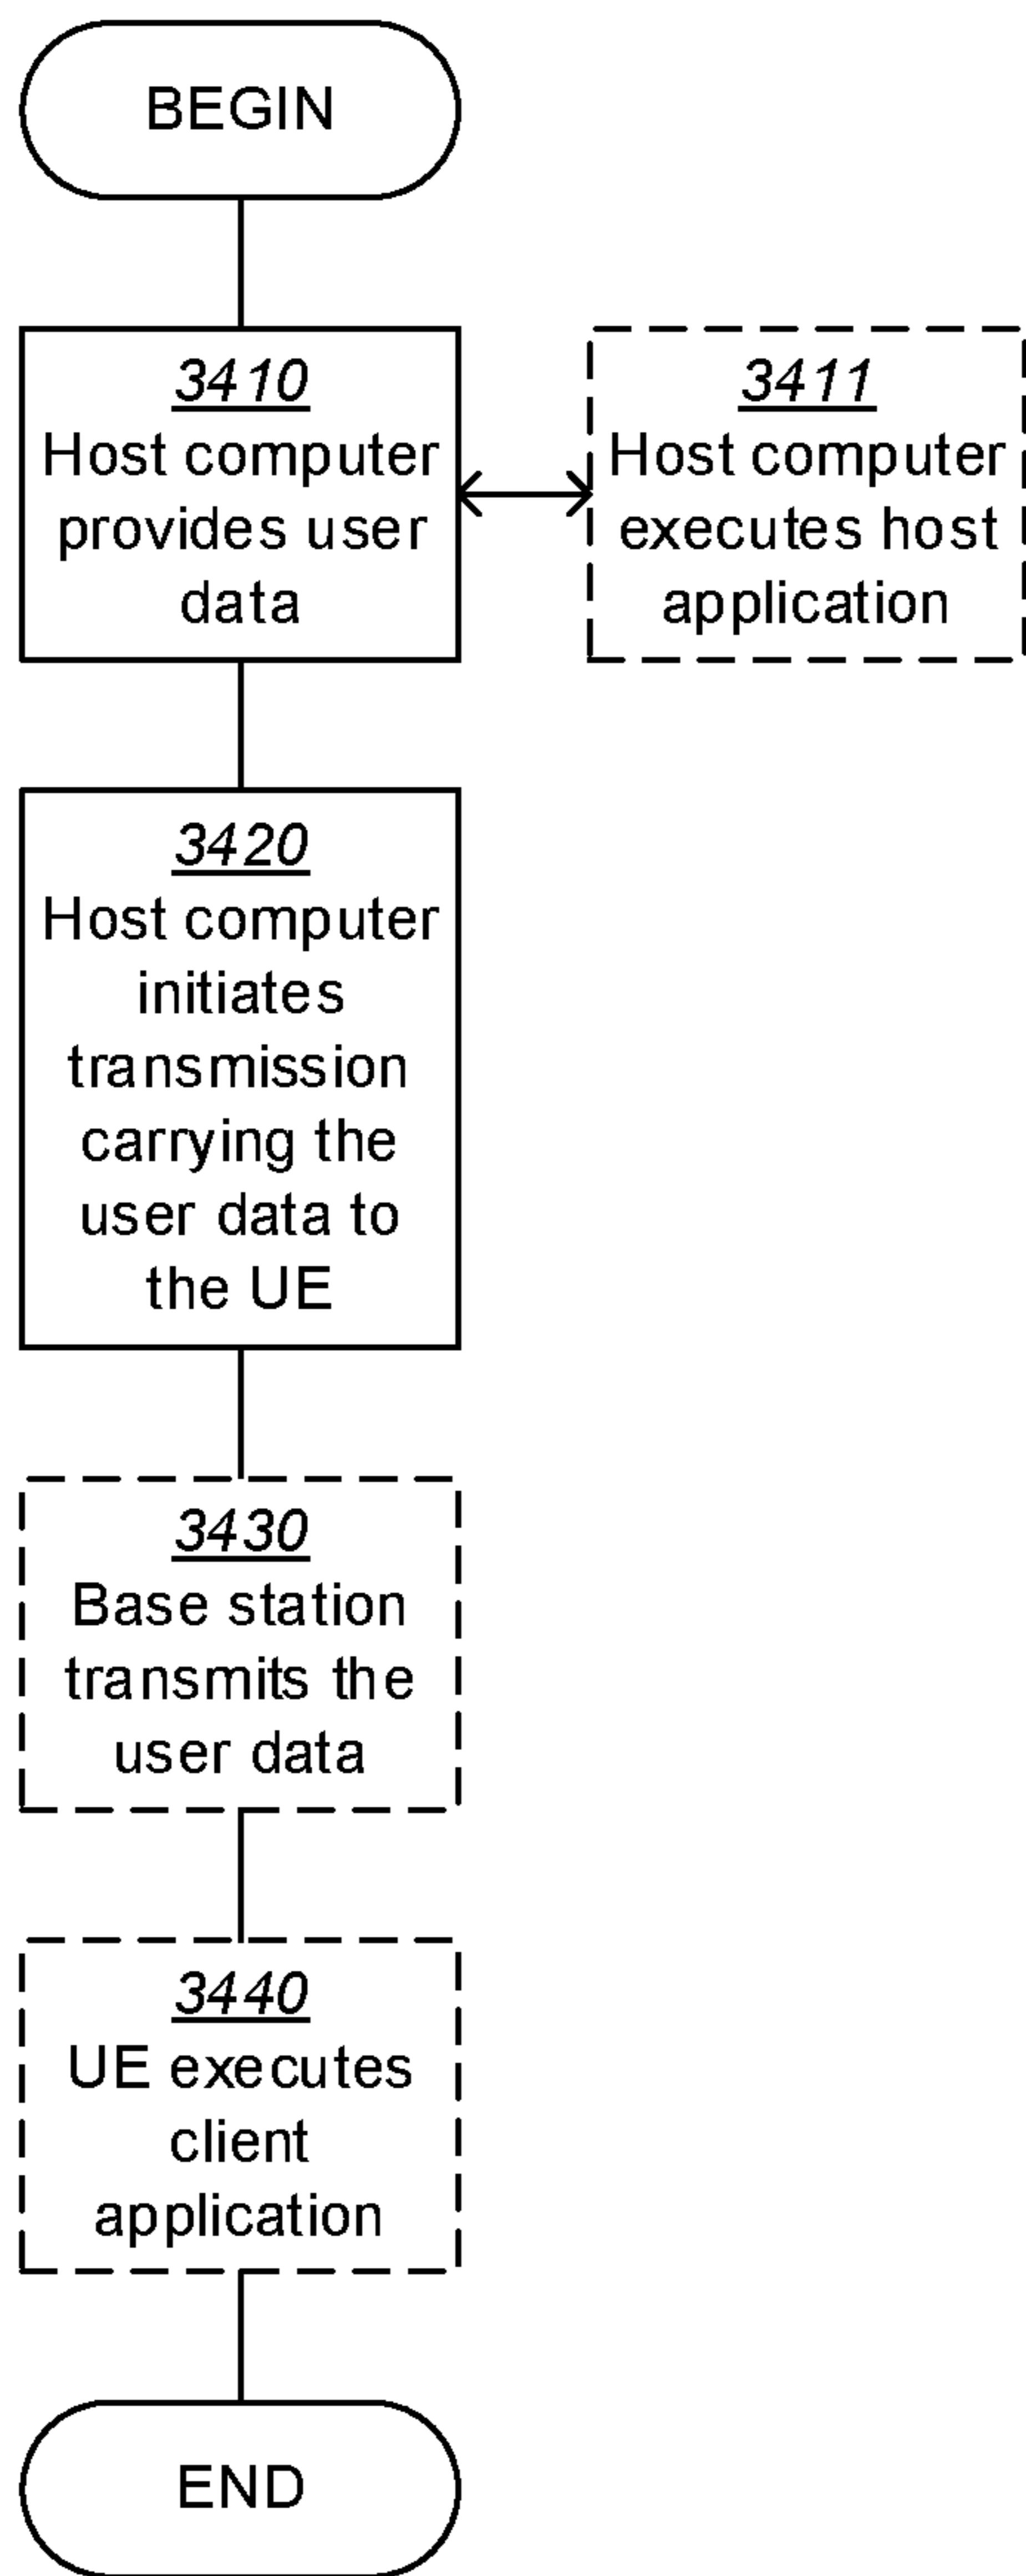 BEGIN
3410
Host computer
provides user
data
3411
Host computer
executes host
application
3420
Host computer
initiates
transmission
carrying the
user data to
the UE
3430
Base station
transmits the
user data
3440
UE executes
client
application
END